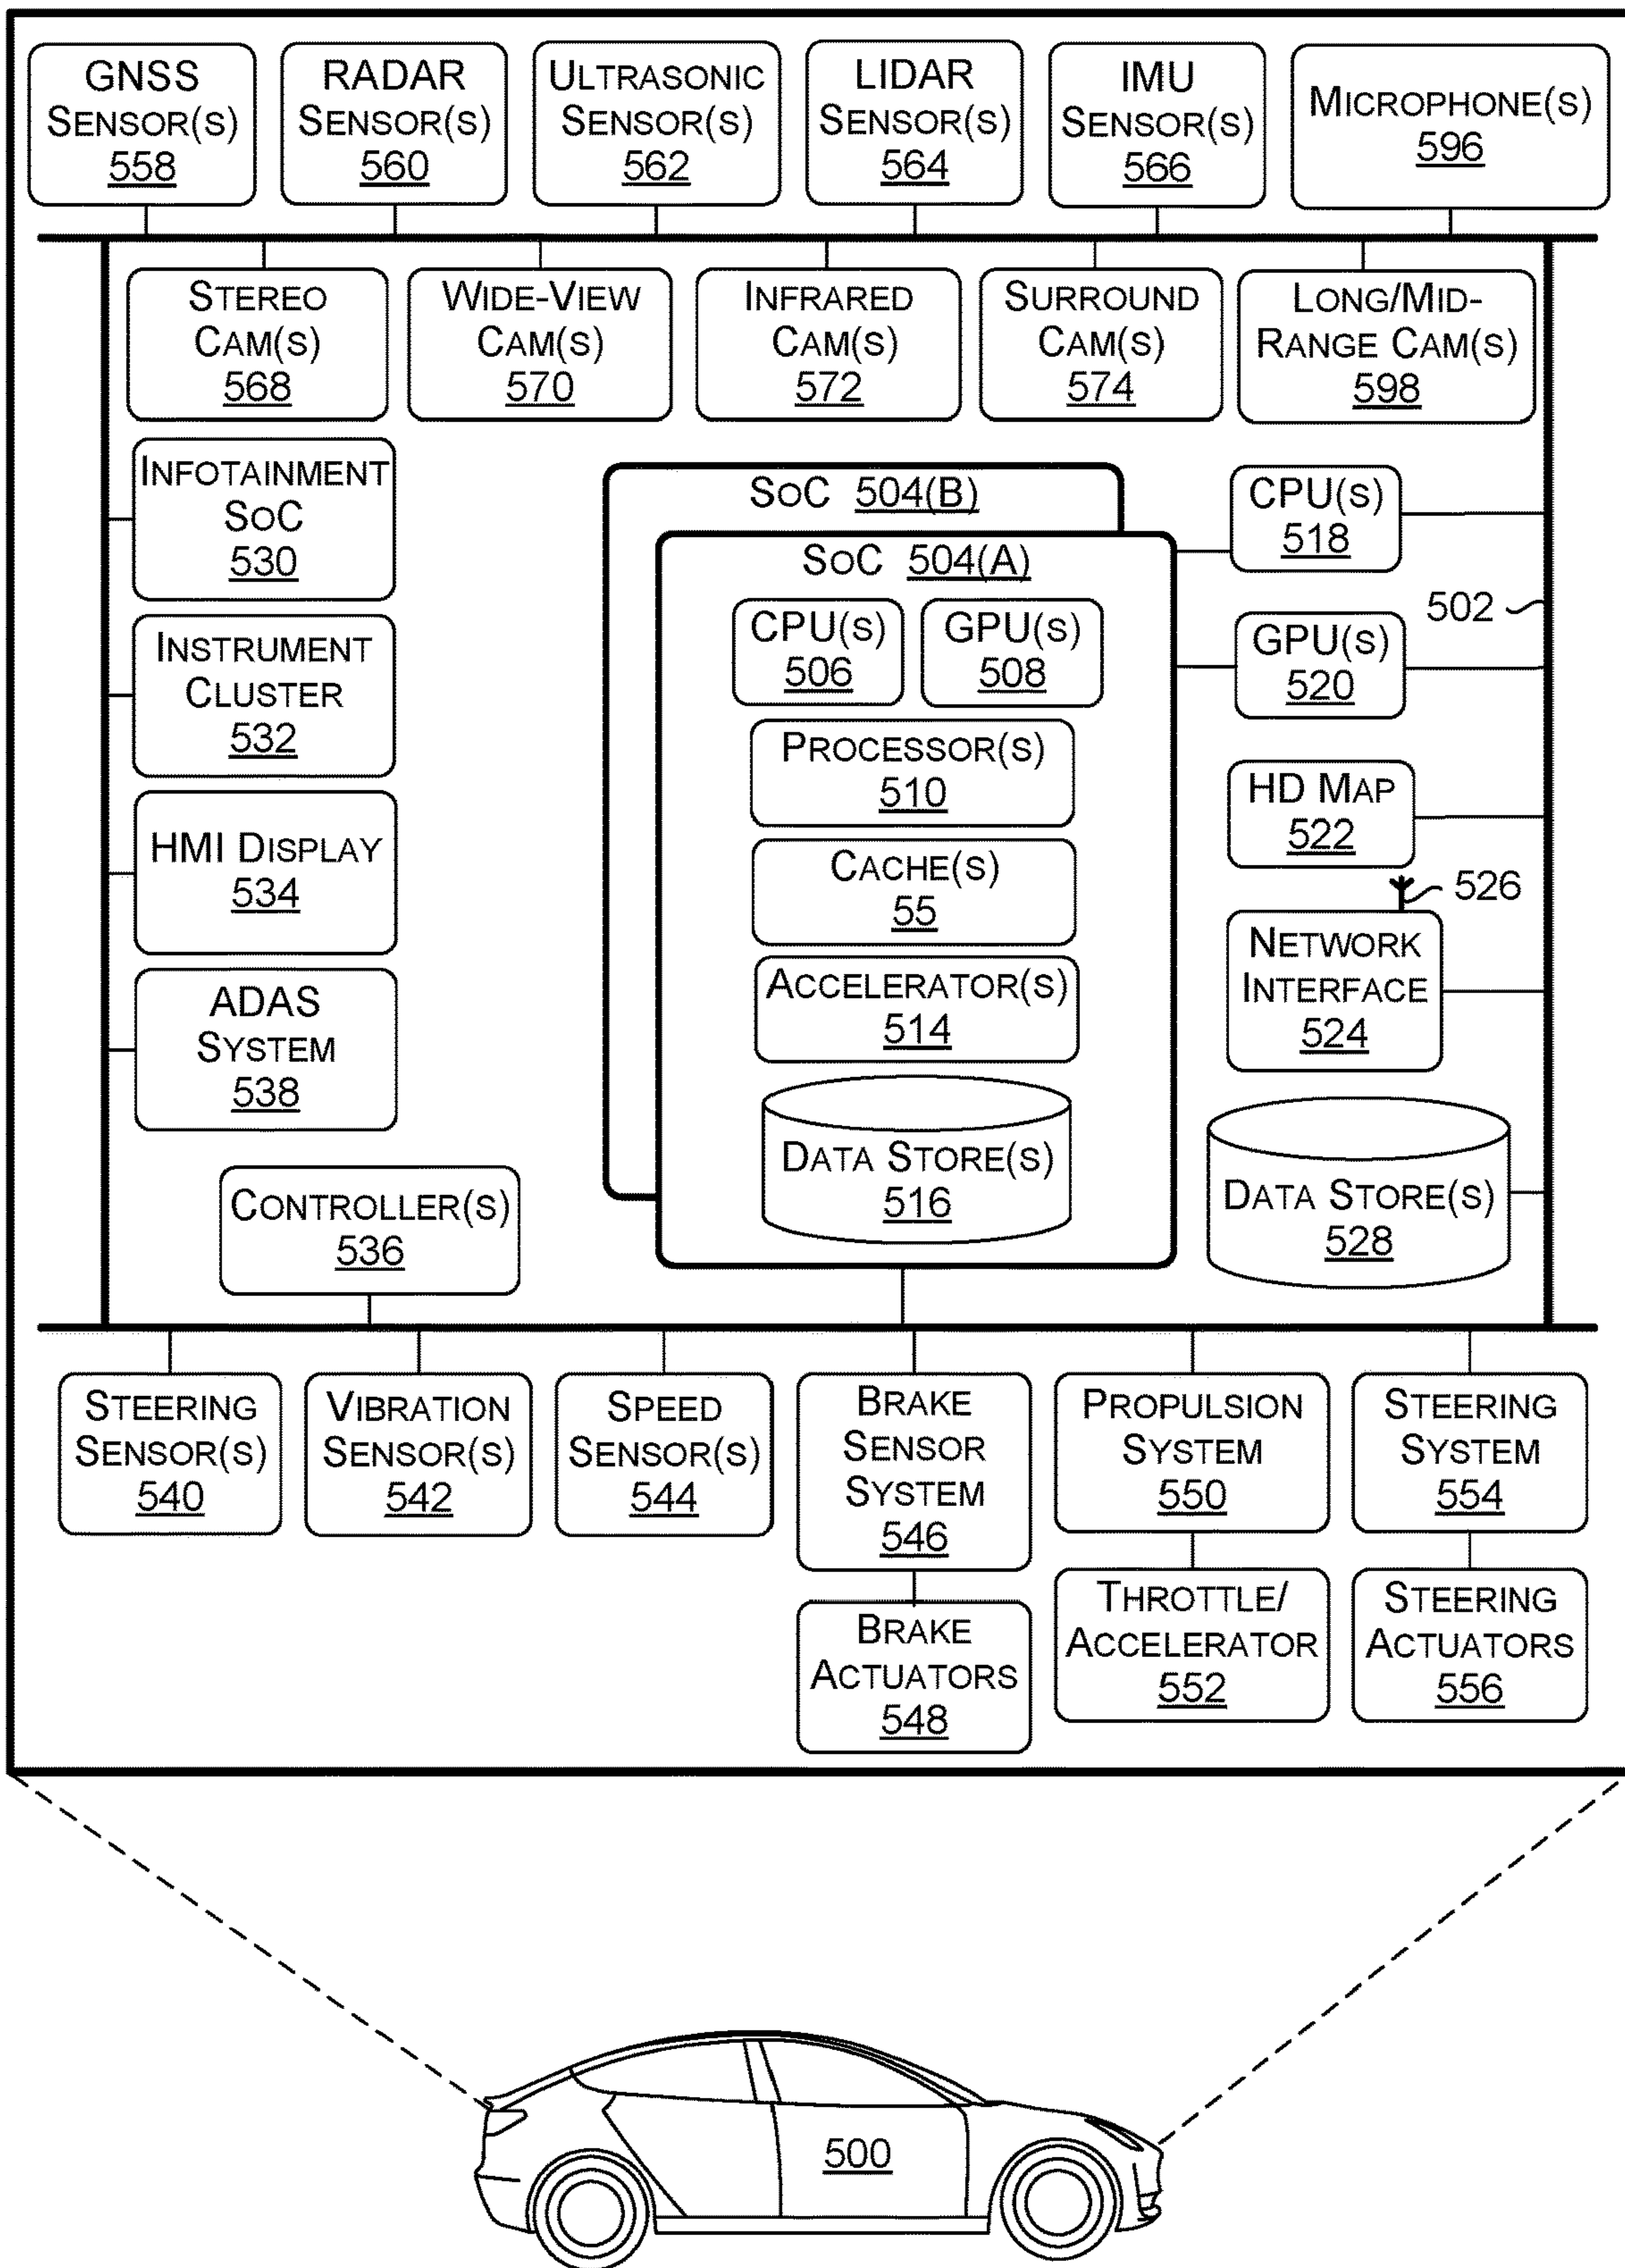 GNSS
SENSOR(S)
558
RADAR
SENSOR(S)
560
ULTRASONIC
SENSOR(S)
562
LIDAR
SENSOR(S)
564
IMU
SENSOR(S)
566
MICROPHONE(S)
596
STEREO
CAM(S)
568
WIDE-VIEW
CAM(S)
570
INFRARED
CAM(S)
572
SURROUND
CAM(S)
574
LONG/MID-
RANGE CAM(S)
598
INFOTAINMENT
SOC
530
INSTRUMENT
CLUSTER
532
HMI DISPLAY
534
ADAS
SYSTEM
538
CONTROLLER(S)
536
SOC 504(B)
SOC 504(A)
CPU(S)
506
GPU(S)
508
PROCESSOR(S)
510
CACHE(S)
55
ACCELERATOR(S)
514
DATA STORE(S)
516
CPU(S)
518
502
GPU(S)
520
HD MAP
522
526
NETWORK
INTERFACE
524
DATA STORE(S)
528
STEERING
SENSOR(S)
540
VIBRATION
SENSOR(S)
542
SPEED
SENSOR(S)
544
BRAKE
SENSOR
SYSTEM
546
PROPULSION
SYSTEM
550
STEERING
SYSTEM
554
BRAKE
ACTUATORS
548
THROTTLE/
ACCELERATOR
552
STEERING
ACTUATORS
556
500